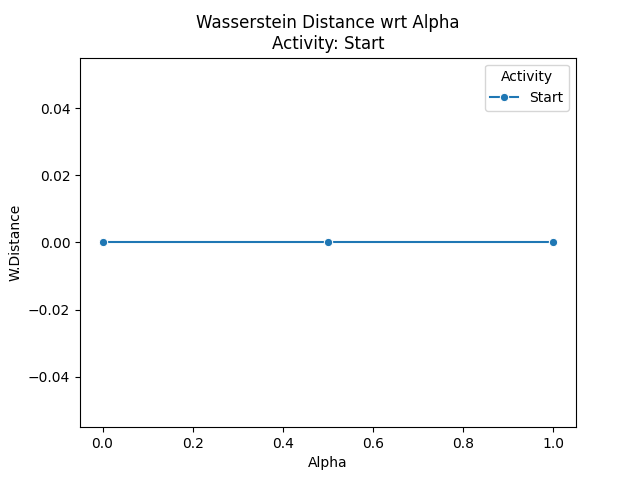 Wasserstein Distance wrt Alpha
Activity: Start
Activity
Start
0.04
0.02
0.00
−0.02
−0.04
W.Distance
0.0 0.2 0.4 0.6 0.8 1.0
Alpha